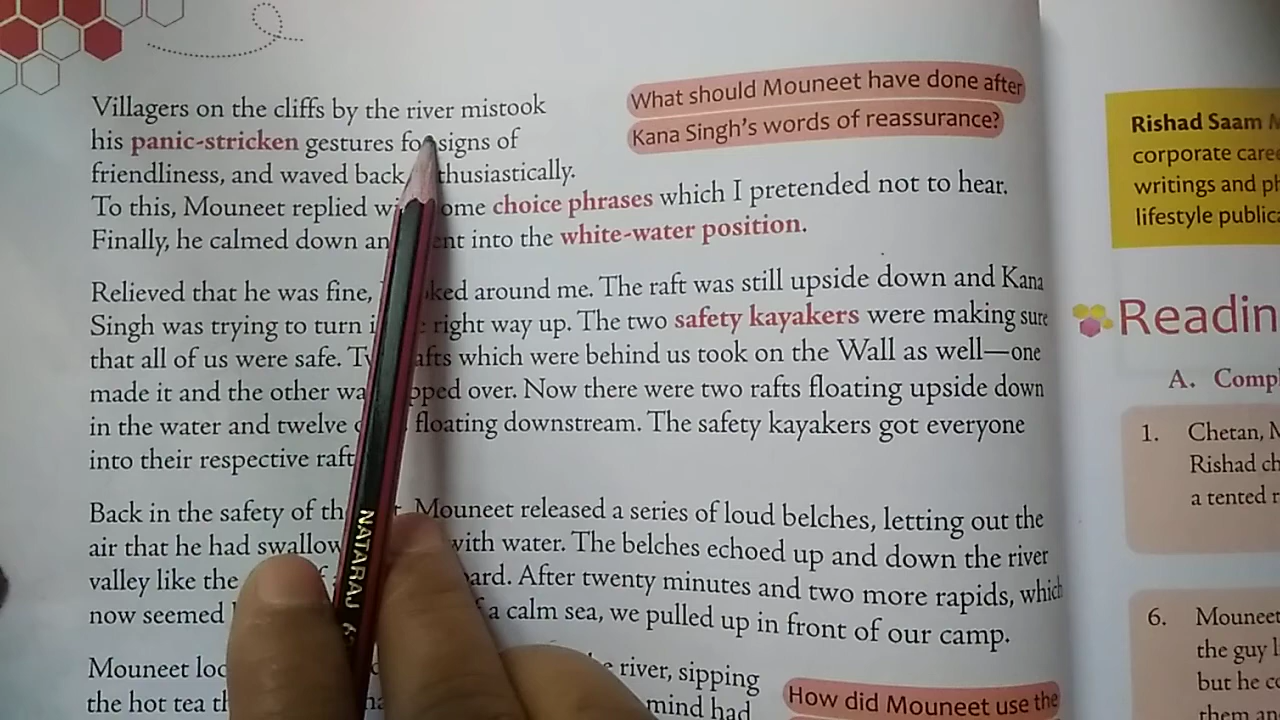 Villagers on the cliffs by the river mistook
his panic-stricken gestures for signs of
friendliness, and waved back enthusiastically.
To this, Mouneet replied with some choice phrases which I pretended not to hear.
Finally, he calmed down and went into the white-water position.
What should Mouneet have done after
Kana Singh's words of reassurance?
Relieved that he was fine, I looked around me. The raft was still upside down and Kana
Singh was trying to turn it right way up. The two safety kayakers were making sure
that all of us were safe. Two rafts which were behind us took on the Wall as well—one
made it and the other was flipped over. Now there were two rafts floating upside down
in the water and twelve floating downstream. The safety kayakers got everyone
into their respective raft
Back in the safety of the Mouneet released a series of loud belches, letting out the
air that he had swallow with water. The belches echoed up and down the river
valley like the of ard. After twenty minutes and two more rapids, which
now seemed a calm sea, we pulled up in front of our camp.
Mouneet loo river, sipping
the hot tea th mind had
How did Mouneet use the
Rishad Saam M
corporate caree
writings and ph
lifestyle publica
Readin
A. Comp
1. Chetan, M
Rishad ch
a tented r
6. Mouneet
the guy l
but he co
them an
NATARAJ